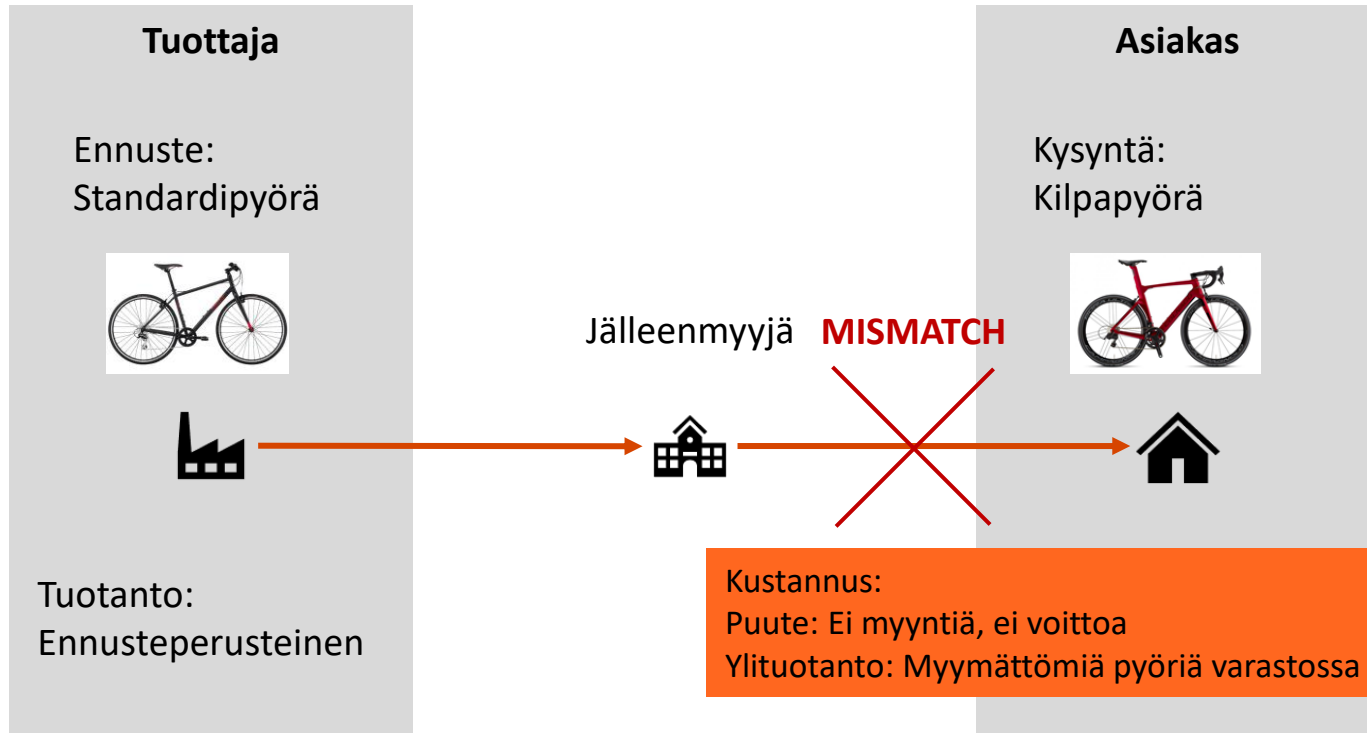 Tuottaja
Asiakas
Ennuste:
Standardipyörä
Kysyntä:
Kilpapyörä
Jälleenmyyjä MISMATCH
Tuotanto:
Ennusteperusteinen
Kustannus:
Puute: Ei myyntiä, ei voittoa
Ylituotanto: Myymättömiä pyöriä varastossa